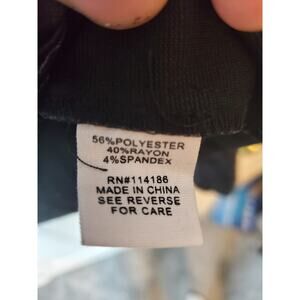 56%POLYESTER
40%RAYON
4%SPANDEX
RN#114186
MADE IN CHINA
SEE REVERSE
FOR CARE